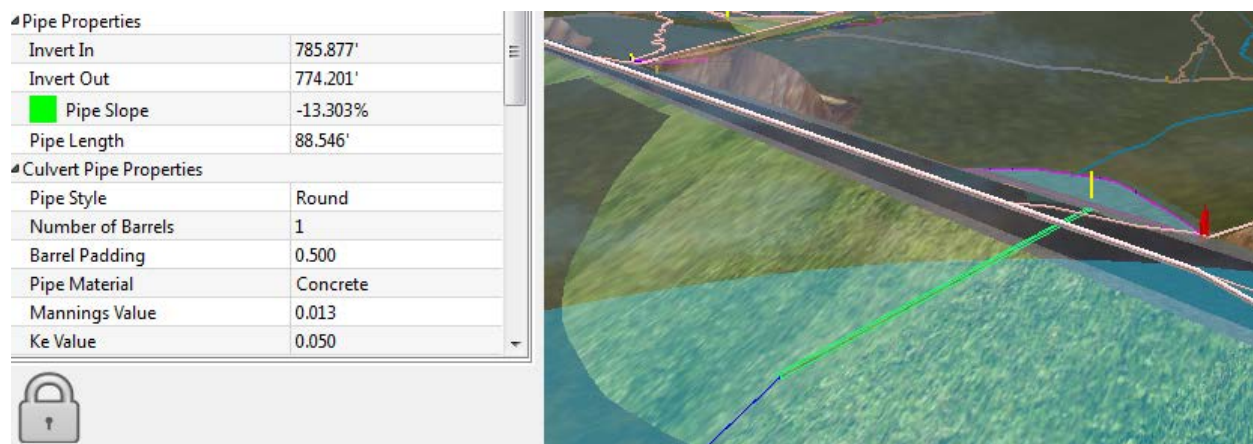 Pipe Properties
Invert In 785.877'
Invert Out 774.201'
Pipe Slope -13.303%
Pipe Length 88.546'
Culvert Pipe Properties
Pipe Style Round
Number of Barrels 1
Barrel Padding 0.500
Pipe Material Concrete
Mannings Value 0.013
Ke Value 0.050